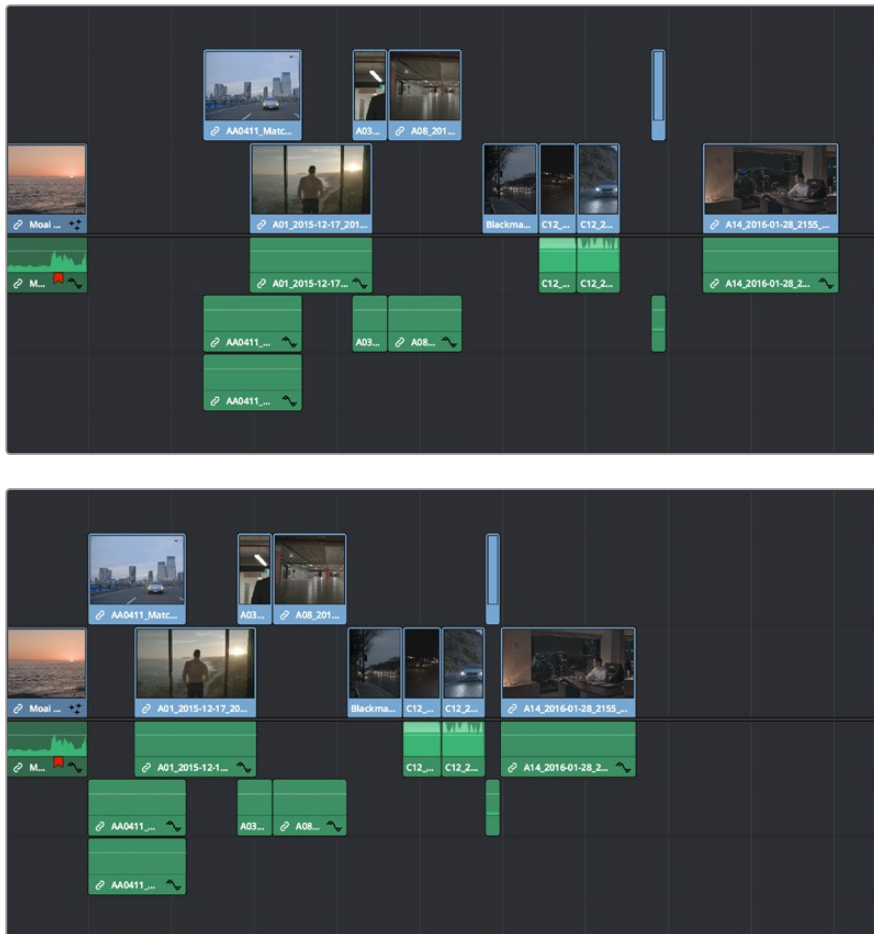 AA0411_Matc...
A03...
A08_201...
Moai ...
A01_2015-12-17_201...
Blackma...
C12_...
C12_2...
A14_2016-01-28_2155_...
M...
A01_2015-12-17...
C12_...
C12_2...
A14_2016-01-28_2...
AA0411_...
A03...
A08...
AA0411_...
AA0411_Matc...
A03...
A08_201...
Moai ...
A01_2015-12-17_20...
Blackma...
C12_...
C12_2...
A14_2016-01-28_2155_...
M...
A01_2015-12-1...
C12_...
C12_2...
A14_2016-01-28_2...
AA0411_...
A03...
A08...
AA0411_...